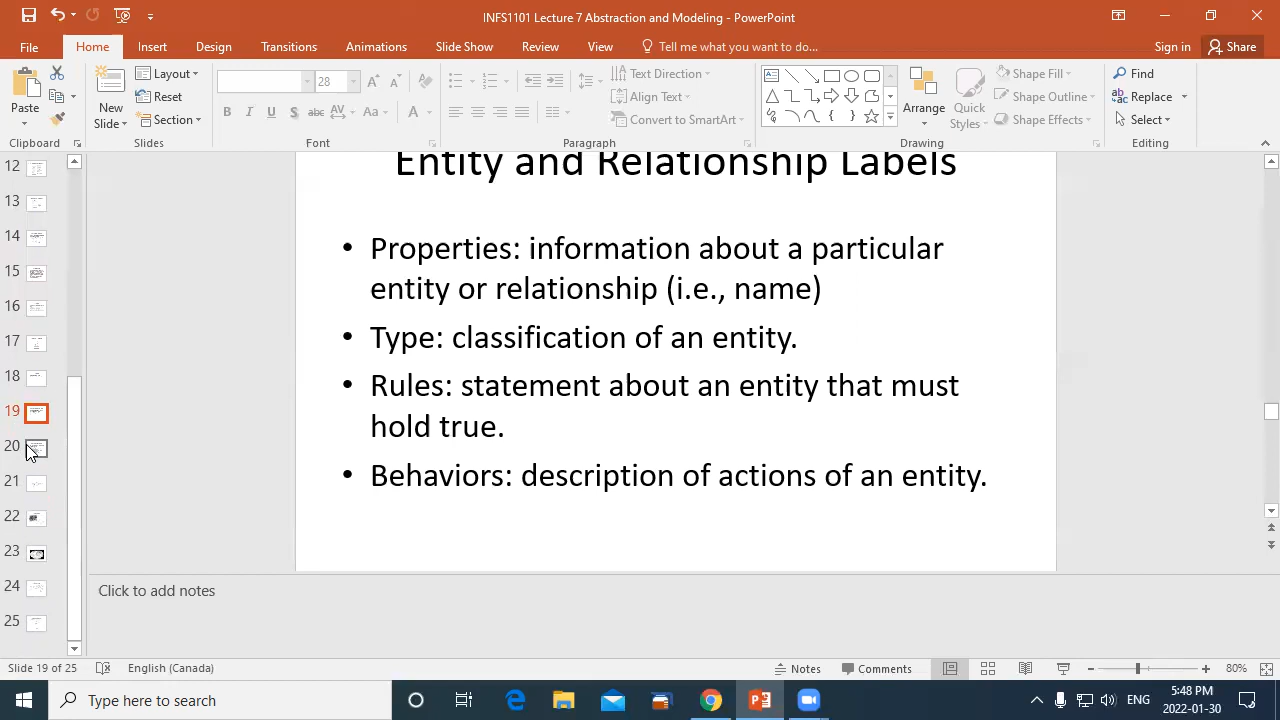 INFS1101 Lecture 7 Abstraction and Modeling - PowerPoint
File Home Insert Design Transitions Animations Slide Show Review View Tell me what you want to do... Sign in Share
Paste
New
Slide
Layout
Reset
Section
28
B I U S abc AV Aa A
Text Direction
Align Text
Convert to SmartArt
Arrange
Quick
Styles
Shape Fill
Shape Outline
Shape Effects
Find
Replace
Select
Clipboard Slides Font Paragraph Drawing Editing
12
13
14
15
16
17
18
19
20
21
22
23
24
25
Entity and Relationship Labels
• Properties: information about a particular
entity or relationship (i.e., name)
• Type: classification of an entity.
• Rules: statement about an entity that must
hold true.
• Behaviors: description of actions of an entity.
Click to add notes
Slide 19 of 25 English (Canada) Notes Comments 80%
Type here to search
ENG
5:48 PM
2022-01-30